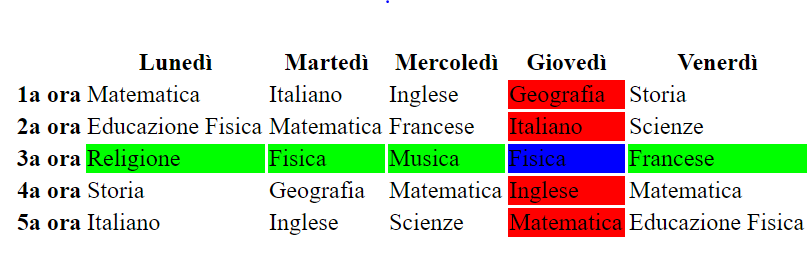 Lunedì Martedì Mercoledì Giovedì Venerdì
1a ora Matematica Italiano Inglese Geografia Storia
2a ora Educazione Fisica Matematica Francese Italiano Scienze
3a ora Religione Fisica Musica Fisica Francese
4a ora Storia Geografia Matematica Inglese Matematica
5a ora Italiano Inglese Scienze Matematica Educazione Fisica